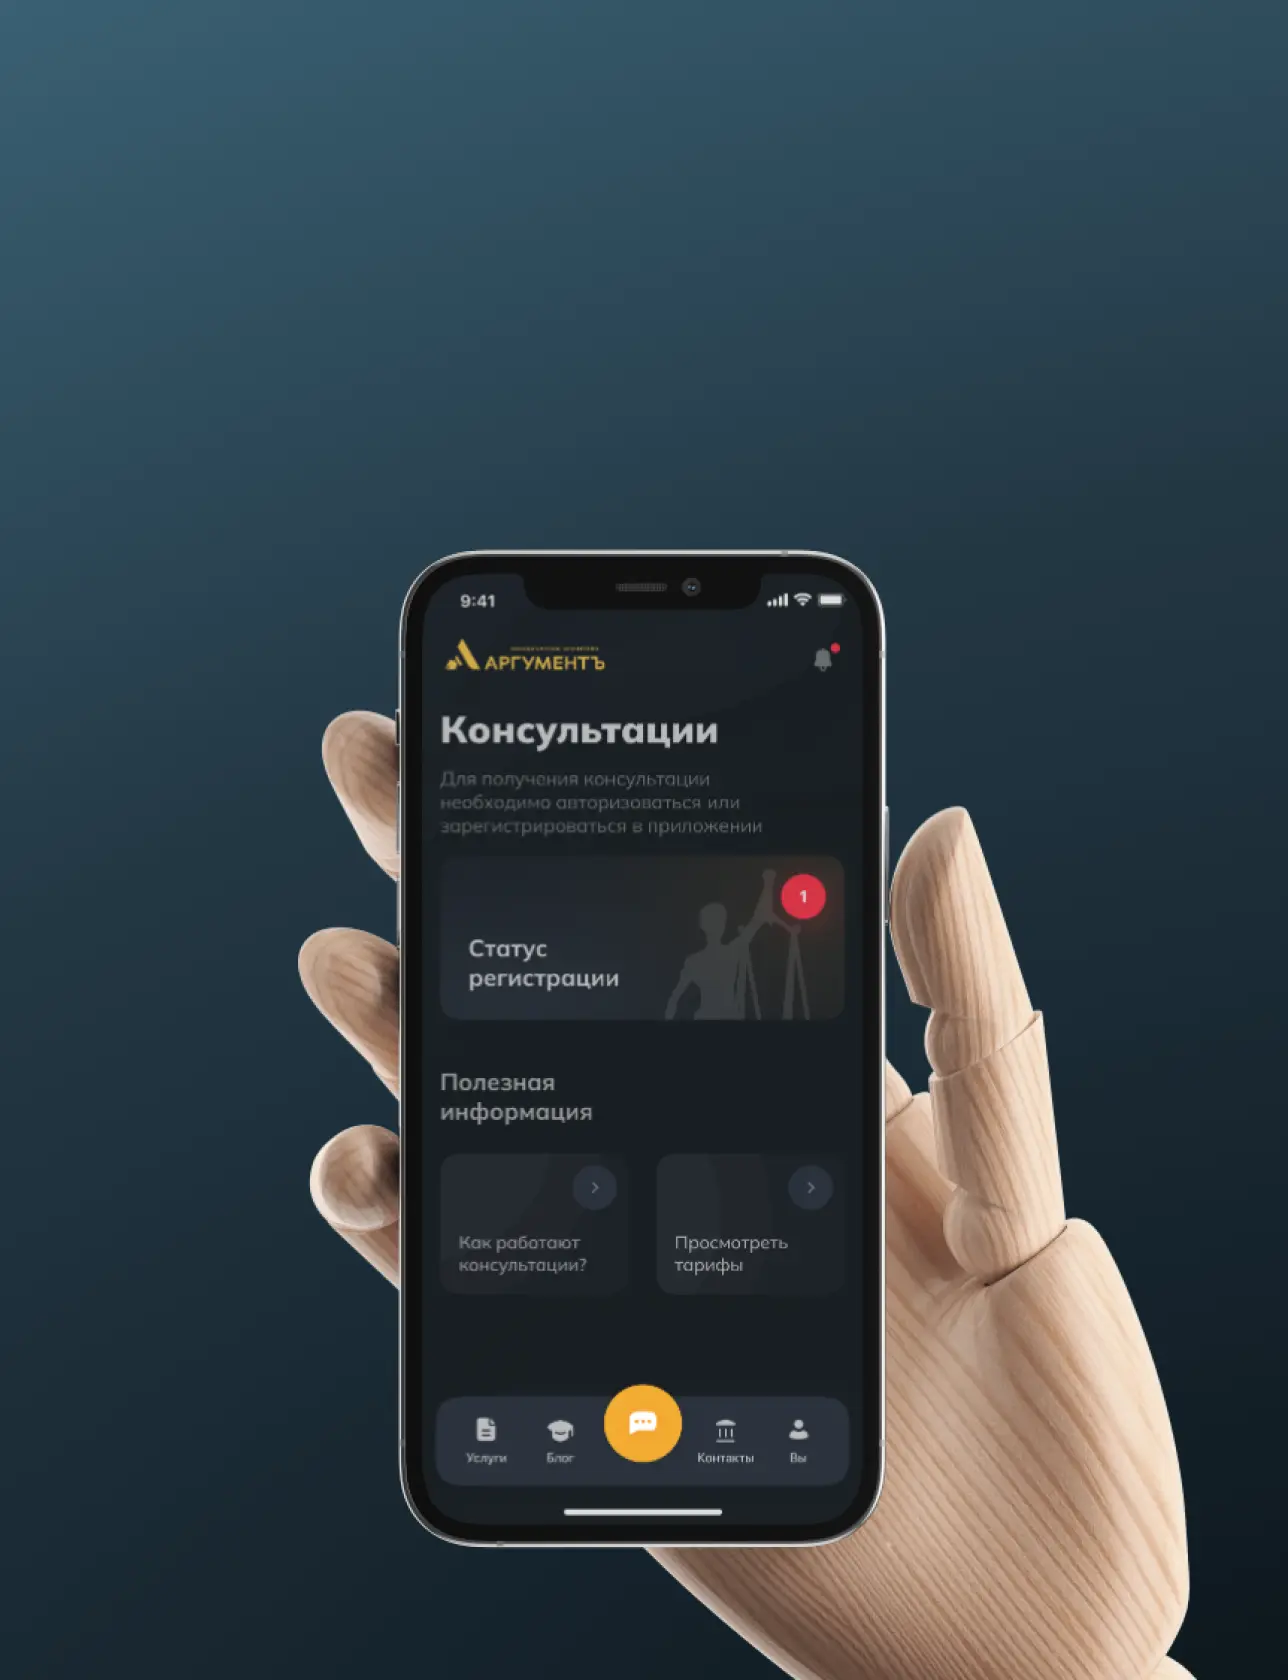 9:41
АРГУМЕНТЪ
Консультации
Для получения консультации
необходимо авторизоваться или
зарегистрироваться в приложении
1
Статус
регистрации
Полезная
информация
Как работают
консультации?
Просмотреть
тарифы
Услуги
Блог
Контакты
Вы